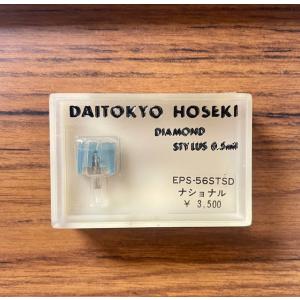 DAITOKYO HOSEKI
DIAMOND
STYLUS 0.5mil
EPS-56STSD
ナショナル
¥ 3,500